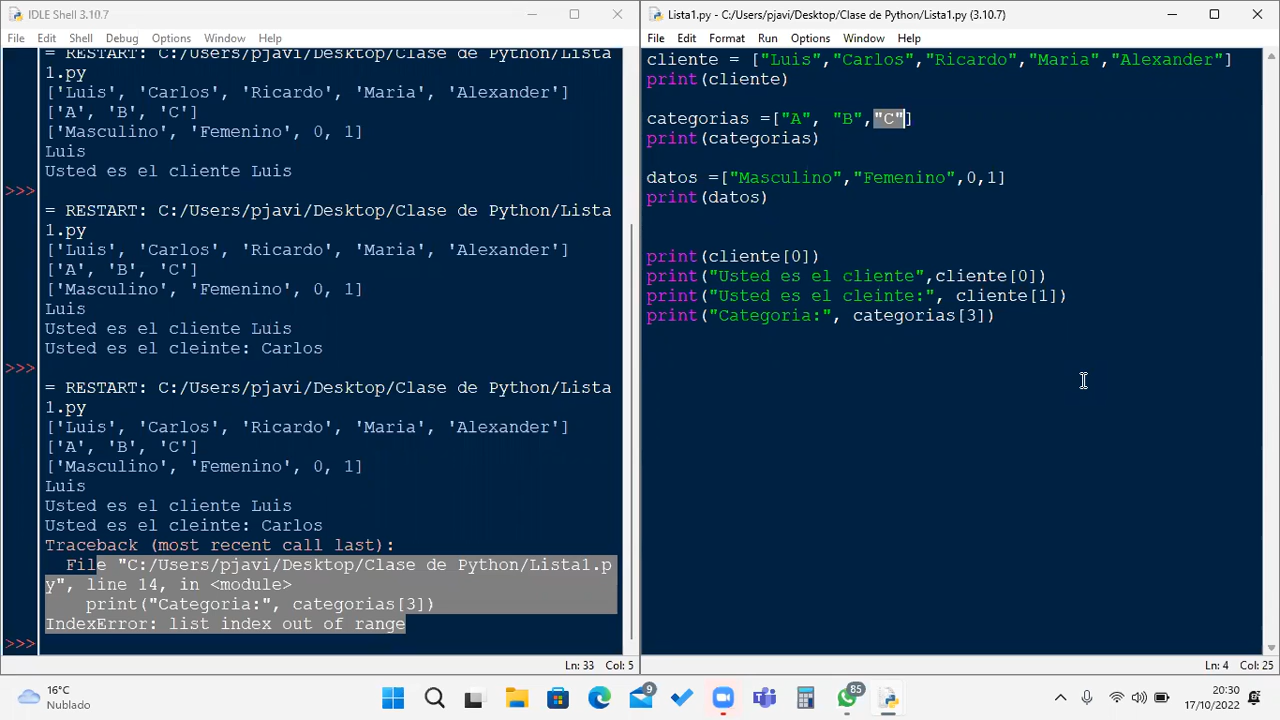 IDLE Shell 3.10.7
File Edit Shell Debug Options Window Help
= RESTART: C:/Users/pjavi/Desktop/Clase de Python/Lista
1.py
['Luis', 'Carlos', 'Ricardo', 'Maria', 'Alexander']
['A', 'B', 'C']
['Masculino', 'Femenino', 0, 1]
Luis
Usted es el cliente Luis
>>>
= RESTART: C:/Users/pjavi/Desktop/Clase de Python/Lista
1.py
['Luis', 'Carlos', 'Ricardo', 'Maria', 'Alexander']
['A', 'B', 'C']
['Masculino', 'Femenino', 0, 1]
Luis
Usted es el cliente Luis
Usted es el cleinte: Carlos
>>>
= RESTART: C:/Users/pjavi/Desktop/Clase de Python/Lista
1.py
['Luis', 'Carlos', 'Ricardo', 'Maria', 'Alexander']
['A', 'B', 'C']
['Masculino', 'Femenino', 0, 1]
Luis
Usted es el cliente Luis
Usted es el cleinte: Carlos
Traceback (most recent call last):
File "C:/Users/pjavi/Desktop/Clase de Python/Lista1.p
y", line 14, in <module>
print("Categoria:", categorias[3])
IndexError: list index out of range
>>>
Ln: 33 Col: 5
Lista1.py - C:/Users/pjavi/Desktop/Clase de Python/Lista1.py (3.10.7)
File Edit Format Run Options Window Help
cliente = ["Luis","Carlos","Ricardo","Maria","Alexander"]
print(cliente)
categorias =["A", "B","C"]
print(categorias)
datos =["Masculino","Femenino",0,1]
print(datos)
print(cliente[0])
print("Usted es el cliente",cliente[0])
print("Usted es el cleinte:", cliente[1])
print("Categoria:", categorias[3])
Ln: 4 Col: 25
16°C
Nublado
9
85
20:30
17/10/2022